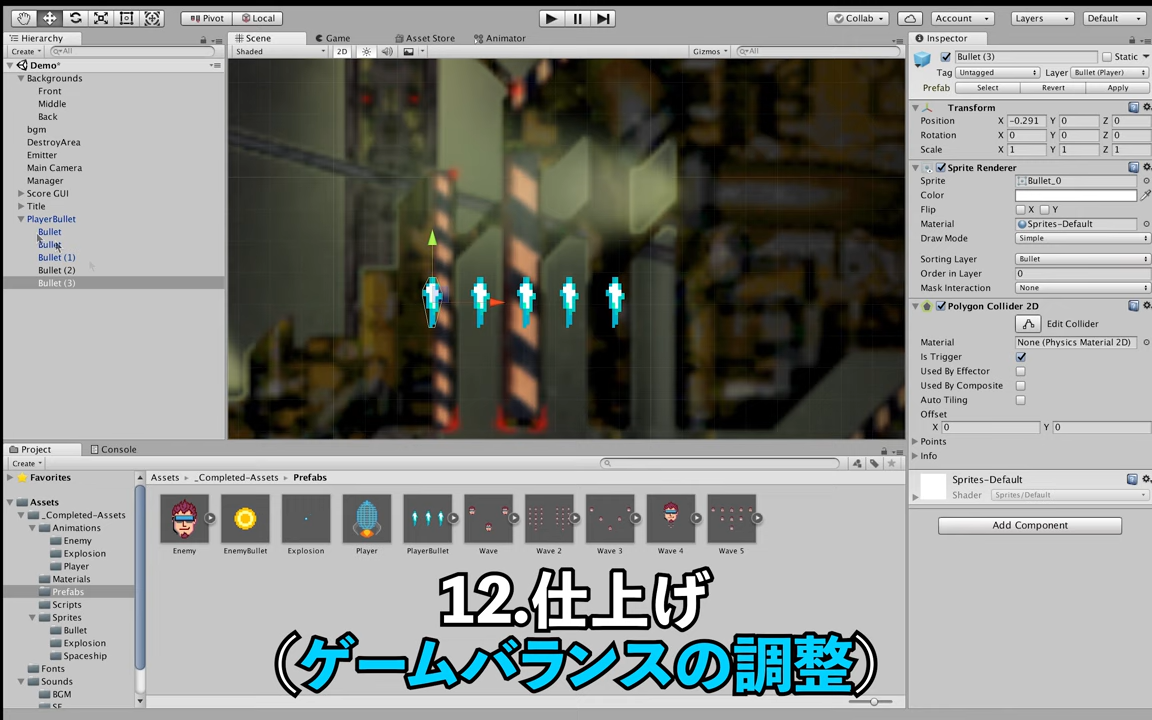 Pivot
Local
Collab
Account
Layers
Default
Hierarchy
Create
All
Demo*
Backgrounds
Front
Middle
Back
bgm
DestroyArea
Emitter
Main Camera
Manager
Score GUI
Title
PlayerBullet
Bullet
Bullet
Bullet (1)
Bullet (2)
Bullet (3)
Scene
Game
Asset Store
Animator
Shaded
2D
Gizmos
All
Inspector
Bullet (3)
Static
Tag Untagged
Layer Bullet (Player)
Prefab
Select
Revert
Apply
Transform
Position X -0.291 Y 0 Z 0
Rotation X 0 Y 0 Z 0
Scale X 1 Y 1 Z 1
Sprite Renderer
Sprite Bullet_0
Color
Flip X Y
Material Sprites-Default
Draw Mode Simple
Sorting Layer Bullet
Order in Layer 0
Mask Interaction None
Polygon Collider 2D
Edit Collider
Material None (Physics Material 2D)
Is Trigger
Used By Effector
Used By Composite
Auto Tiling
Offset
X 0 Y 0
Points
Info
Sprites-Default
Shader Sprites/Default
Add Component
Project
Console
Create
Favorites
Assets
_Completed-Assets
Animations
Enemy
Explosion
Player
Materials
Prefabs
Scripts
Sprites
Bullet
Explosion
Spaceship
Fonts
Sounds
BGM
SE
Assets
_Completed-Assets
Prefabs
Enemy
EnemyBullet
Explosion
Player
PlayerBullet
Wave
Wave 2
Wave 3
Wave 4
Wave 5
12.仕上げ
(ゲームバランスの調整)